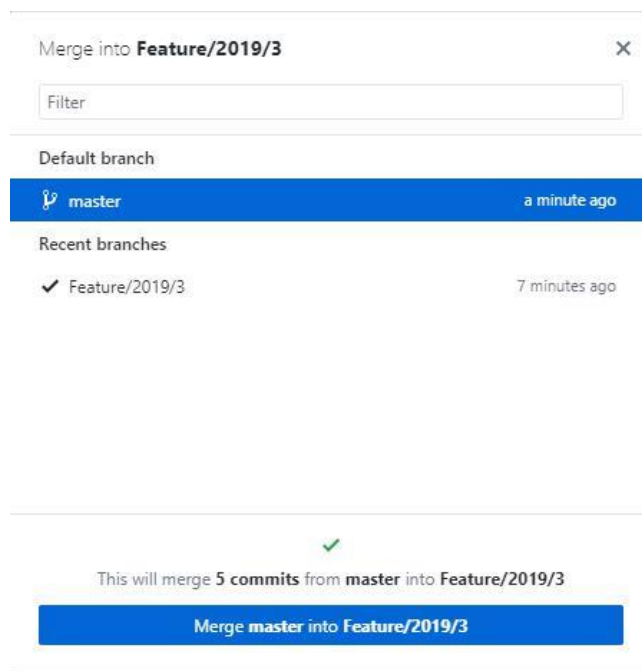 Merge into Feature/2019/3
Filter
Default branch
master a minute ago
Recent branches
Feature/2019/3 7 minutes ago
This will merge 5 commits from master into Feature/2019/3
Merge master into Feature/2019/3